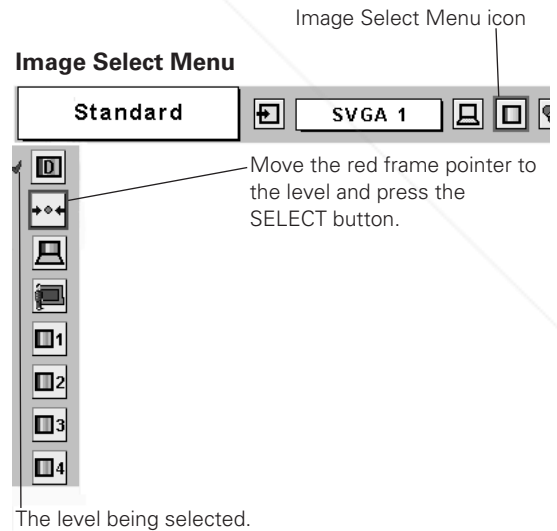 Image Select Menu icon
Image Select Menu
Standard
SVGA 1
D
Move the red frame pointer to
the level and press the
SELECT button.
1
2
3
4
The level being selected.